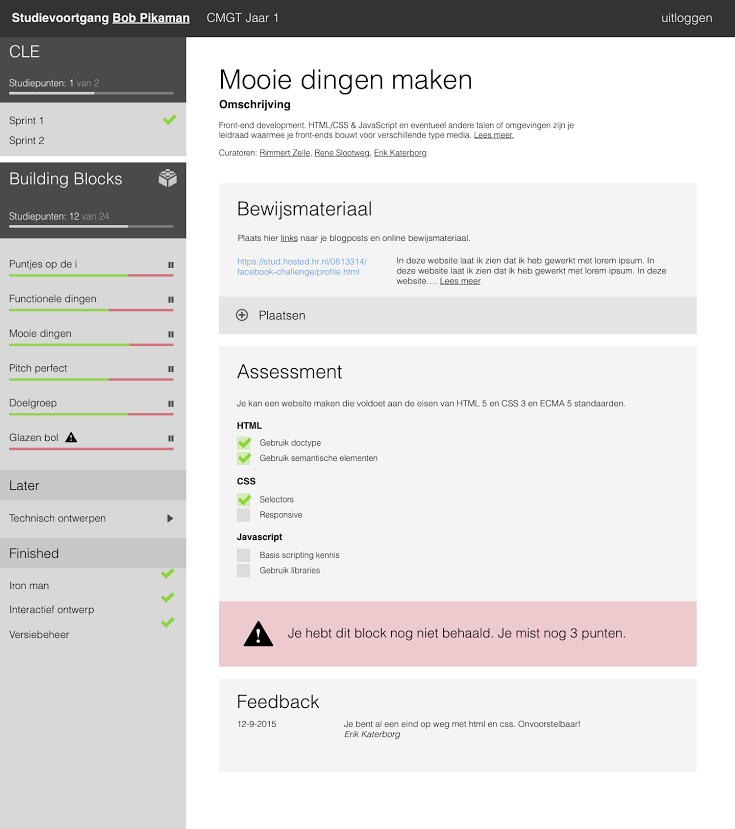 Studievoortgang Bob Pikaman CMGT Jaar 1 uitloggen
CLE
Studiepunten: 1 van 2
Sprint 1
Sprint 2
Building Blocks
Studiepunten: 12 van 24
Puntjes op de i
Functionele dingen
Mooie dingen
Pitch perfect
Doelgroep
Glazen bol
Later
Technisch ontwerpen
Finished
Iron man
Interactief ontwerp
Versiebeheer
Mooie dingen maken
Omschrijving
Front-end development. HTML/CSS & JavaScript en eventueel andere talen of omgevingen zijn je
leidraad waarmee je front-ends bouwt voor verschillende type media. Lees meer.
Curatoren: Rimmert Zelle, Rene Slootweg, Erik Katerborg
Bewijsmateriaal
Plaats hier links naar je blogposts en online bewijsmateriaal.
https://stud.hosted.hr.nl/0813314/
facebook-challenge/profile.html
In deze website laat ik zien dat ik heb gewerkt met lorem ipsum. In
deze website laat ik zien dat ik heb gewerkt met lorem ipsum. In deze
website.... Lees meer
Plaatsen
Assessment
Je kan een website maken die voldoet aan de eisen van HTML 5 en CSS 3 en ECMA 5 standaarden.
HTML
Gebruik doctype
Gebruik semantische elementen
CSS
Selectors
Responsive
Javascript
Basis scripting kennis
Gebruik libraries
Je hebt dit block nog niet behaald. Je mist nog 3 punten.
Feedback
12-9-2015
Je bent al een eind op weg met html en css. Onvoorstelbaar!
Erik Katerborg